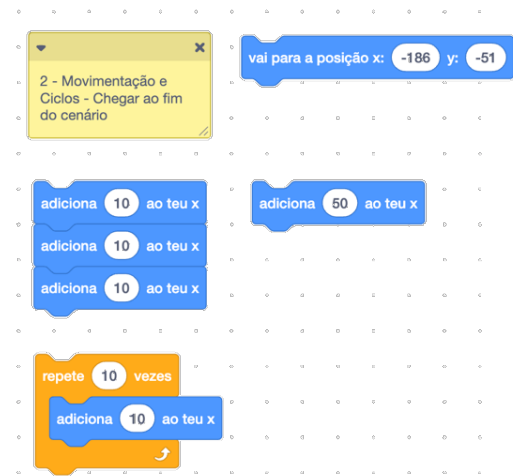 2 - Movimentação e
Ciclos - Chegar ao fim
do cenário
vai para a posição x: -186 y: -51
adiciona 10 ao teu x
adiciona 10 ao teu x
adiciona 10 ao teu x
adiciona 50 ao teu x
repete 10 vezes
adiciona 10 ao teu x